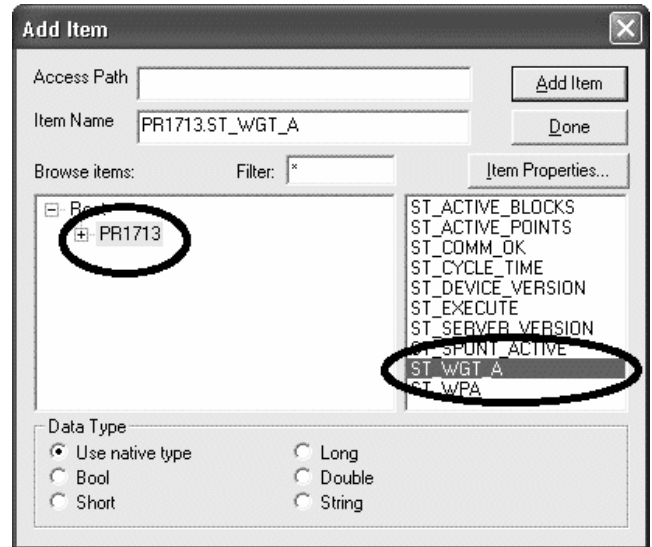 Add Item
Access Path
Add Item
Item Name PR1713.ST_WGT_A
Done
Browse items: Filter: *
Item Properties...
PR1713
ST_ACTIVE_BLOCKS
ST_ACTIVE_POINTS
ST_COMM_OK
ST_CYCLE_TIME
ST_DEVICE_VERSION
ST_EXECUTE
ST_SERVER_VERSION
ST_SPUNT_ACTIVE
ST_WGT_A
ST_WPA
Data Type
Use native type Long
Bool Double
Short String